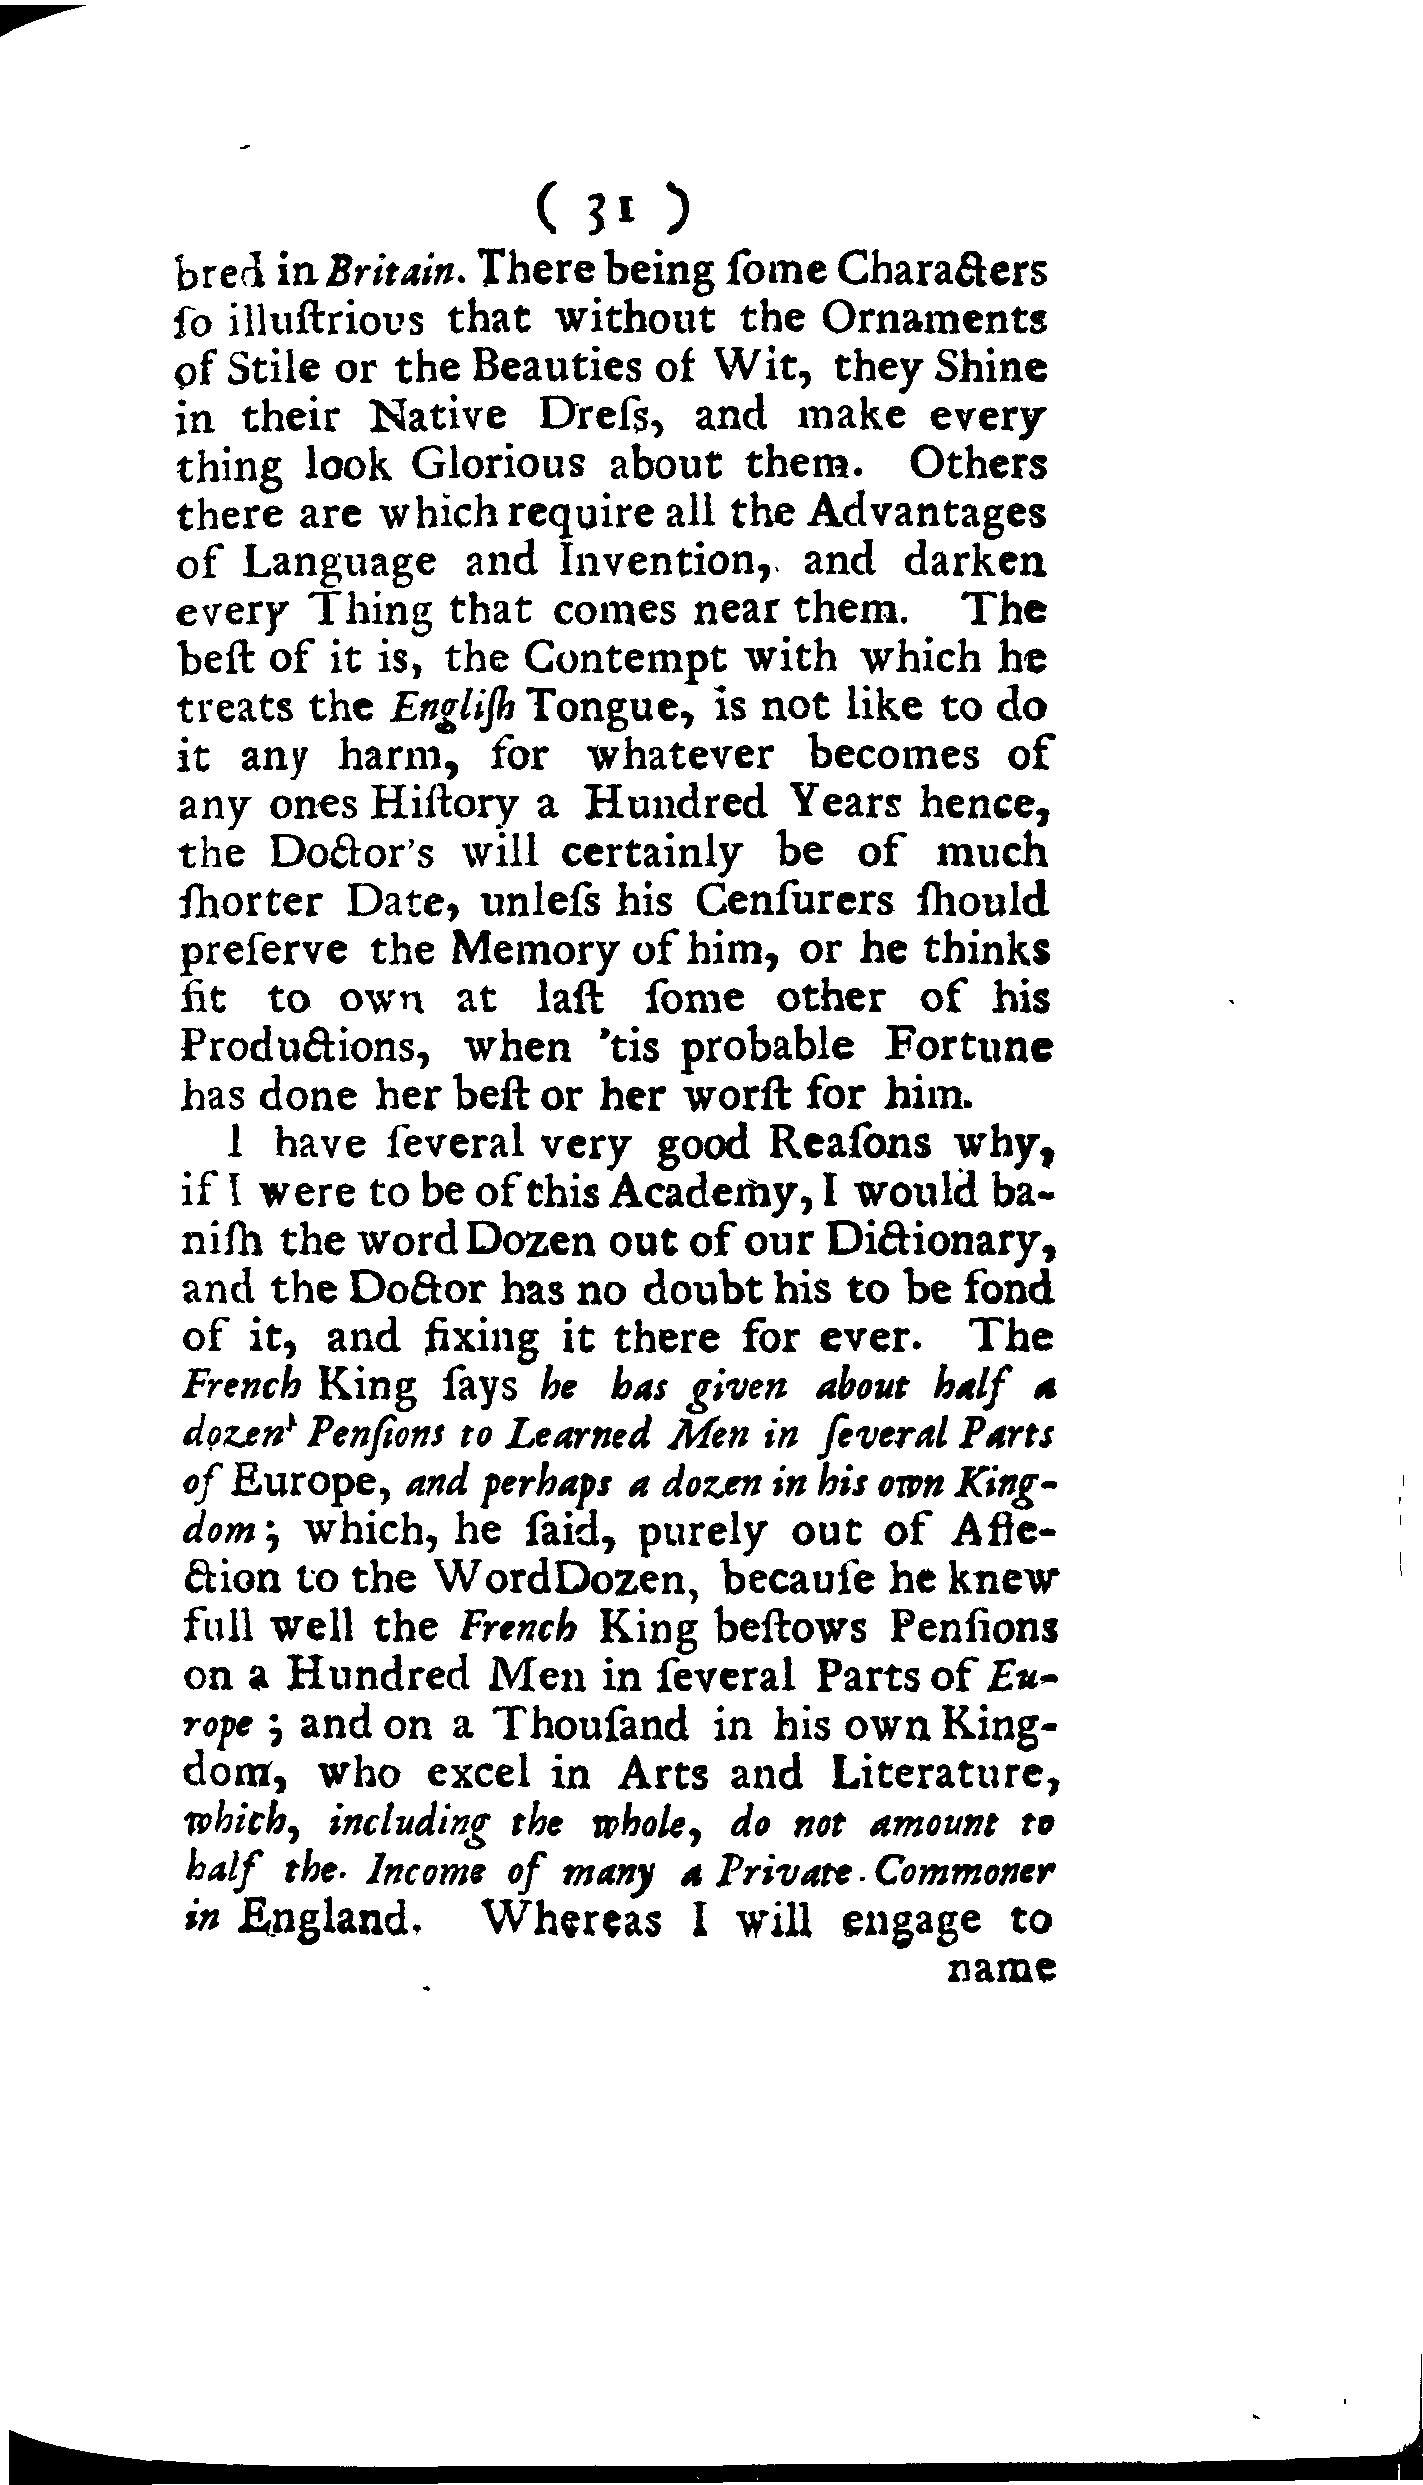 ( 31 )
bred in Britain. There being ſome Characters
ſo illuſtrious that without the Ornaments
of Stile or the Beauties of Wit, they Shine
in their Native Dreſs, and make every
thing look Glorious about them. Others
there are which require all the Advantages
of Language and Invention, and darken
every Thing that comes near them. The
beſt of it is, the Contempt with which he
treats the Engliſh Tongue, is not like to do
it any harm, for whatever becomes of
any ones Hiſtory a Hundred Years hence,
the Doctor's will certainly be of much
ſhorter Date, unleſs his Cenſurers ſhould
preſerve the Memory of him, or he thinks
fit to own at laſt ſome other of his
Productions, when 'tis probable Fortune
has done her beſt or her worſt for him.
I have ſeveral very good Reaſons why,
if I were to be of this Academy, I would ba-
niſh the word Dozen out of our Dictionary,
and the Doctor has no doubt his to be fond
of it, and fixing it there for ever. The
French King ſays he has given about half a
dozen Penſions to Learned Men in ſeveral Parts
of Europe, and perhaps a dozen in his own King-
dom; which, he ſaid, purely out of Affe-
ction to the Word Dozen, becauſe he knew
full well the French King beſtows Penſions
on a Hundred Men in ſeveral Parts of Eu-
rope; and on a Thouſand in his own King-
dom, who excel in Arts and Literature,
which, including the whole, do not amount to
half the Income of many a Private Commoner
in England. Whereas I will engage to
name